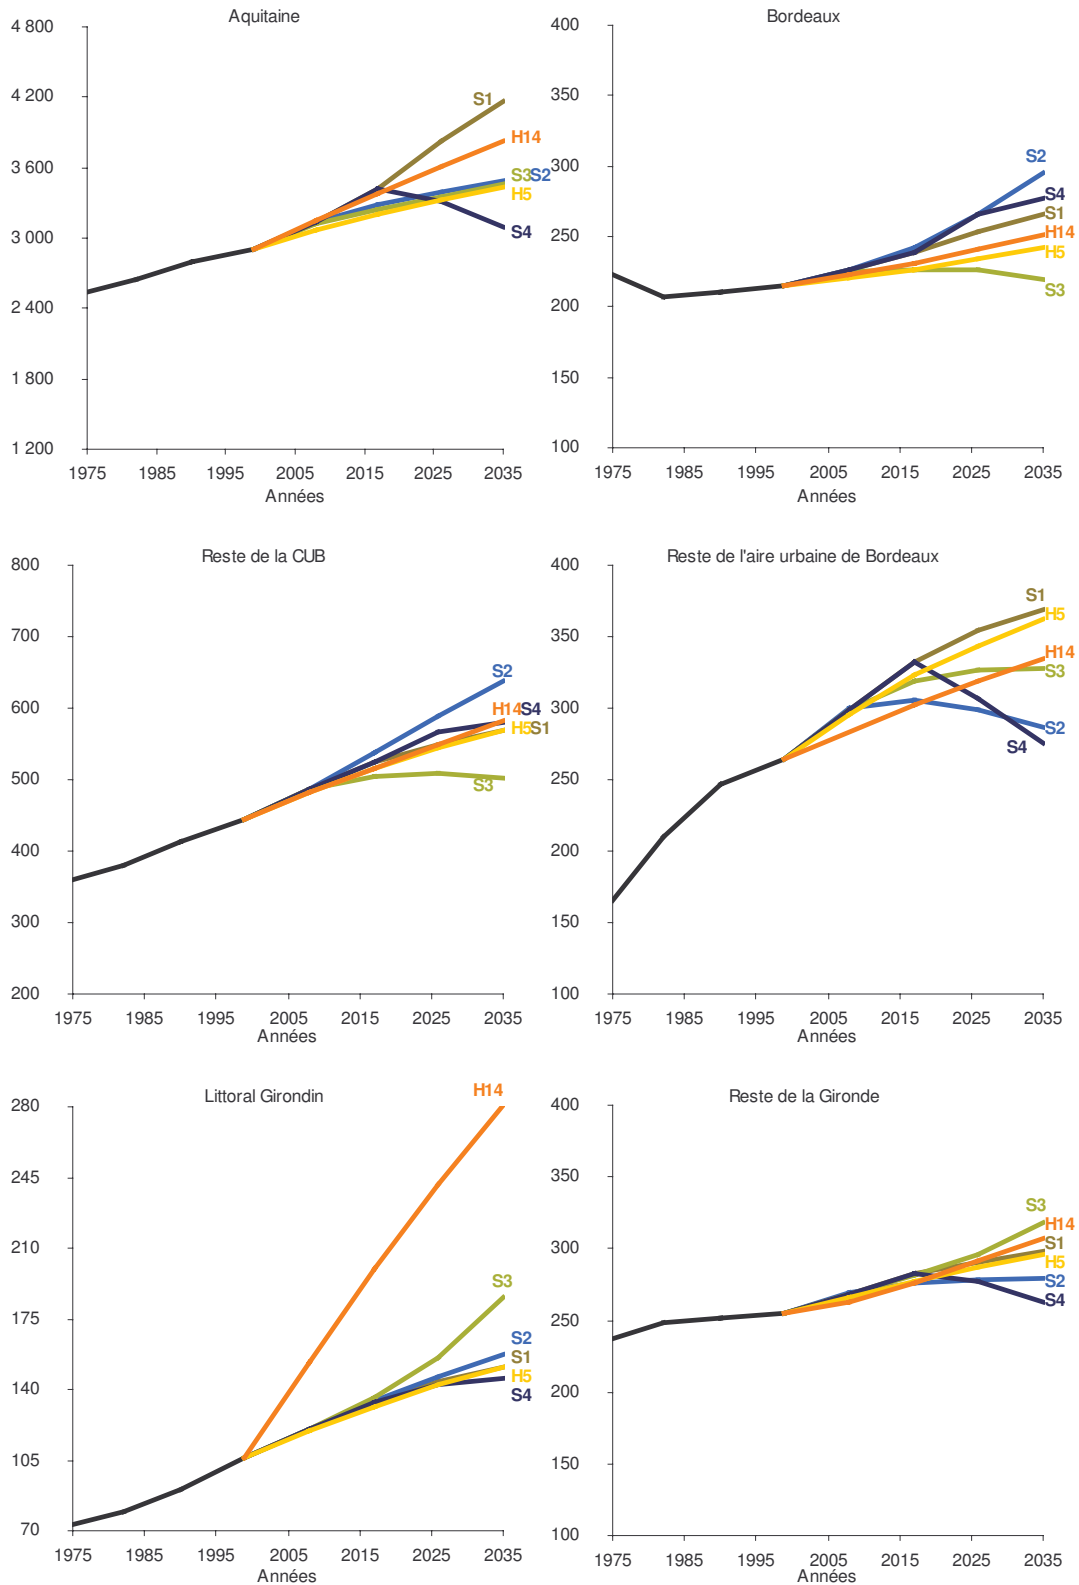 Aquitaine
4 800
4 200
3 600
3 000
2 400
1 800
1 200
S1
H14
S3S2
H5
S4
1975 1985 1995 2005 2015 2025 2035
Années
Bordeaux
400
350
300
250
200
150
100
S2
S4
S1
H14
H5
S3
1975 1985 1995 2005 2015 2025 2035
Années
Reste de la CUB
800
700
600
500
400
300
200
S2
H14S4
H5S1
S3
1975 1985 1995 2005 2015 2025 2035
Années
Reste de l'aire urbaine de Bordeaux
400
350
300
250
200
150
100
S1
H5
H14
S3
S2
S4
1975 1985 1995 2005 2015 2025 2035
Années
Littoral Girondin
280
245
210
175
140
105
70
H14
S3
S2
S1
H5
S4
1975 1985 1995 2005 2015 2025 2035
Années
Reste de la Gironde
400
350
300
250
200
150
100
S3
H14
S1
H5
S2
S4
1975 1985 1995 2005 2015 2025 2035
Années